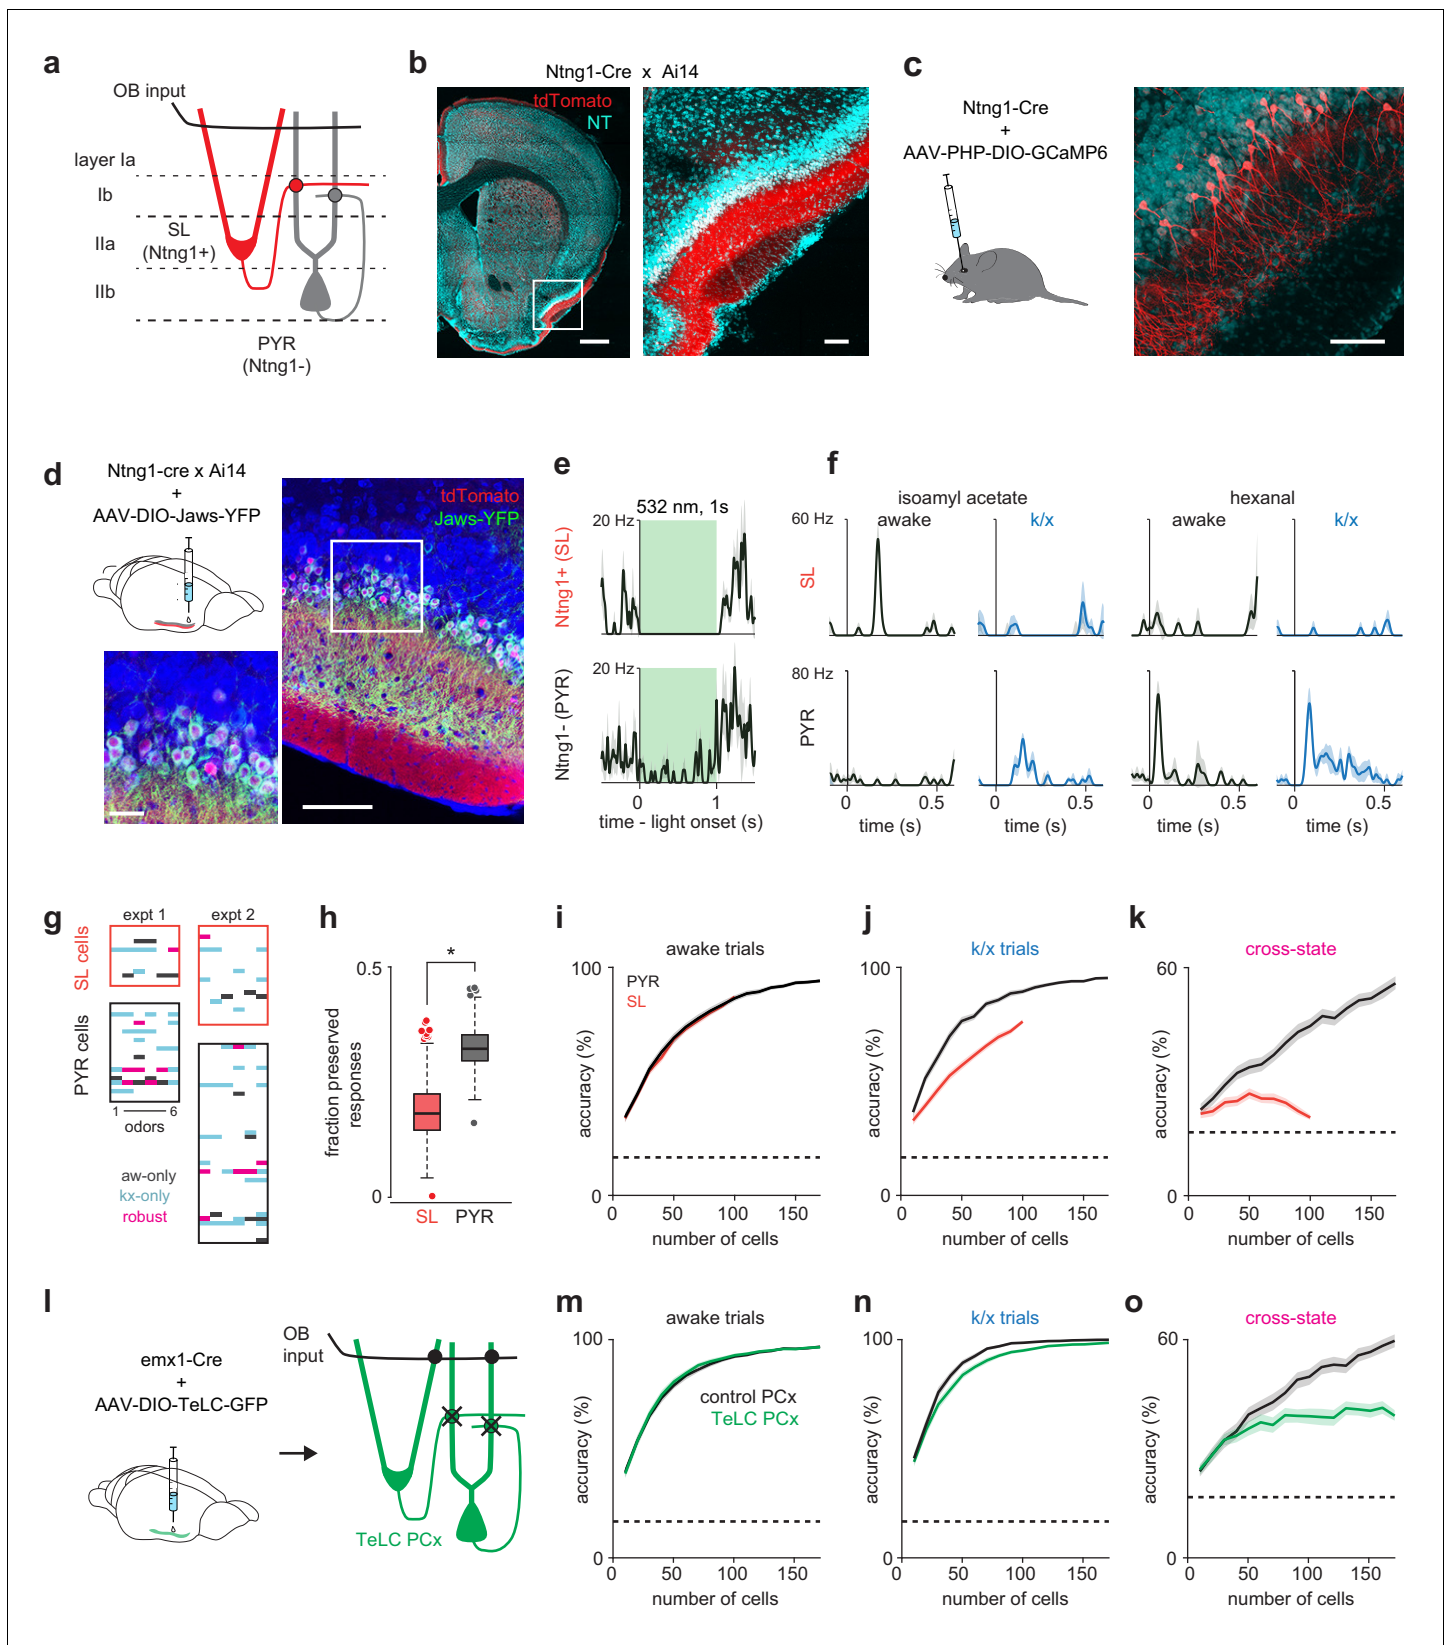 a
OB input
layer Ia
Ib
IIa
IIb
SL
(Ntng1+)
PYR
(Ntng1-)
b
Ntng1-Cre x Ai14
tdTomato
NT
c
Ntng1-Cre
+
AAV-PHP-DIO-GCaMP6
d
Ntng1-cre x Ai14
+
AAV-DIO-Jaws-YFP
tdTomato
Jaws-YFP
e
532 nm, 1s
20 Hz
Ntng1+ (SL)
20 Hz
Ntng1- (PYR)
0 1
time - light onset (s)
f
isoamyl acetate hexanal
awake k/x awake k/x
60 Hz
SL
80 Hz
PYR
0 0.5 0 0.5 0 0.5 0 0.5
time (s) time (s) time (s) time (s)
g
expt 1 expt 2
SL cells
PYR cells
1 6
odors
aw-only
kx-only
robust
h
0.5
*
fraction preserved
responses
0
SL PYR
i
awake trials
100
PYR
SL
accuracy (%)
0
0 50 100 150
number of cells
j
k/x trials
100
accuracy (%)
0
0 50 100 150
number of cells
k
cross-state
60
accuracy (%)
0
0 50 100 150
number of cells
l
emx1-Cre
+
AAV-DIO-TeLC-GFP
OB
input
TeLC PCx
m
awake trials
100
control PCx
TeLC PCx
accuracy (%)
0
0 50 100 150
number of cells
n
k/x trials
100
accuracy (%)
0
0 50 100 150
number of cells
o
cross-state
60
accuracy (%)
0
0 50 100 150
number of cells